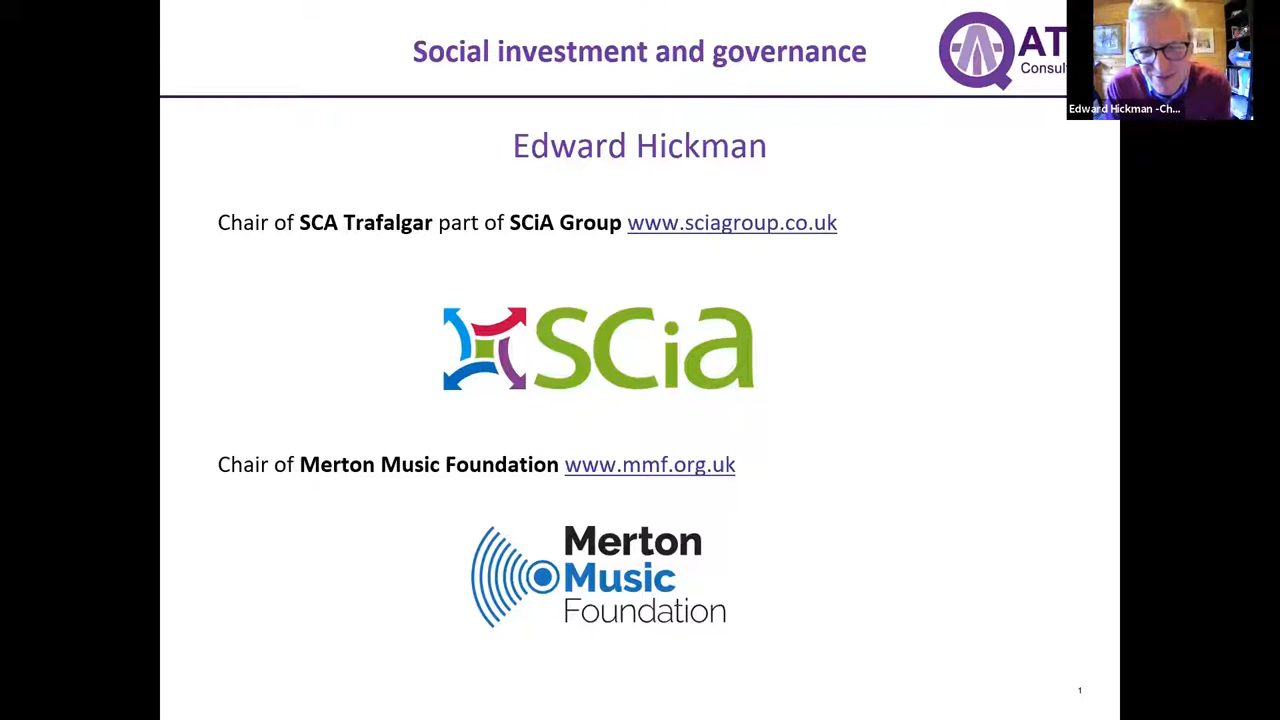 Social investment and governance
AT
Consul
Edward Hickman -Ch...
Edward Hickman
Chair of SCA Trafalgar part of SCiA Group www.sciagroup.co.uk
scia
Chair of Merton Music Foundation www.mmf.org.uk
Merton
Music
Foundation
1